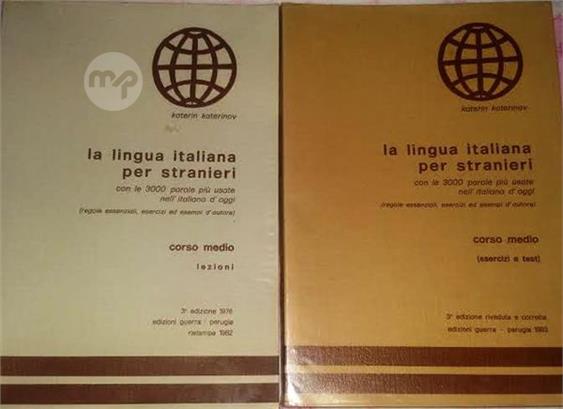 mp
katerin katerinov
la lingua italiana
per stranieri
con le 3000 parole più usate
nell'italiano d'oggi
(regole essenziali, esercizi ed esempi d'autore)
corso medio
lezioni
3ª edizione 1976
edizioni guerra - perugia
ristampa 1982
katerin katerinov
la lingua italiana
per stranieri
con le 3000 parole più usate
nell'italiano d'oggi
(regole essenziali, esercizi ed esempi d'autore)
corso medio
(esercizi e test)
3ª edizione riveduta e corretta
edizioni guerra - perugia 1983